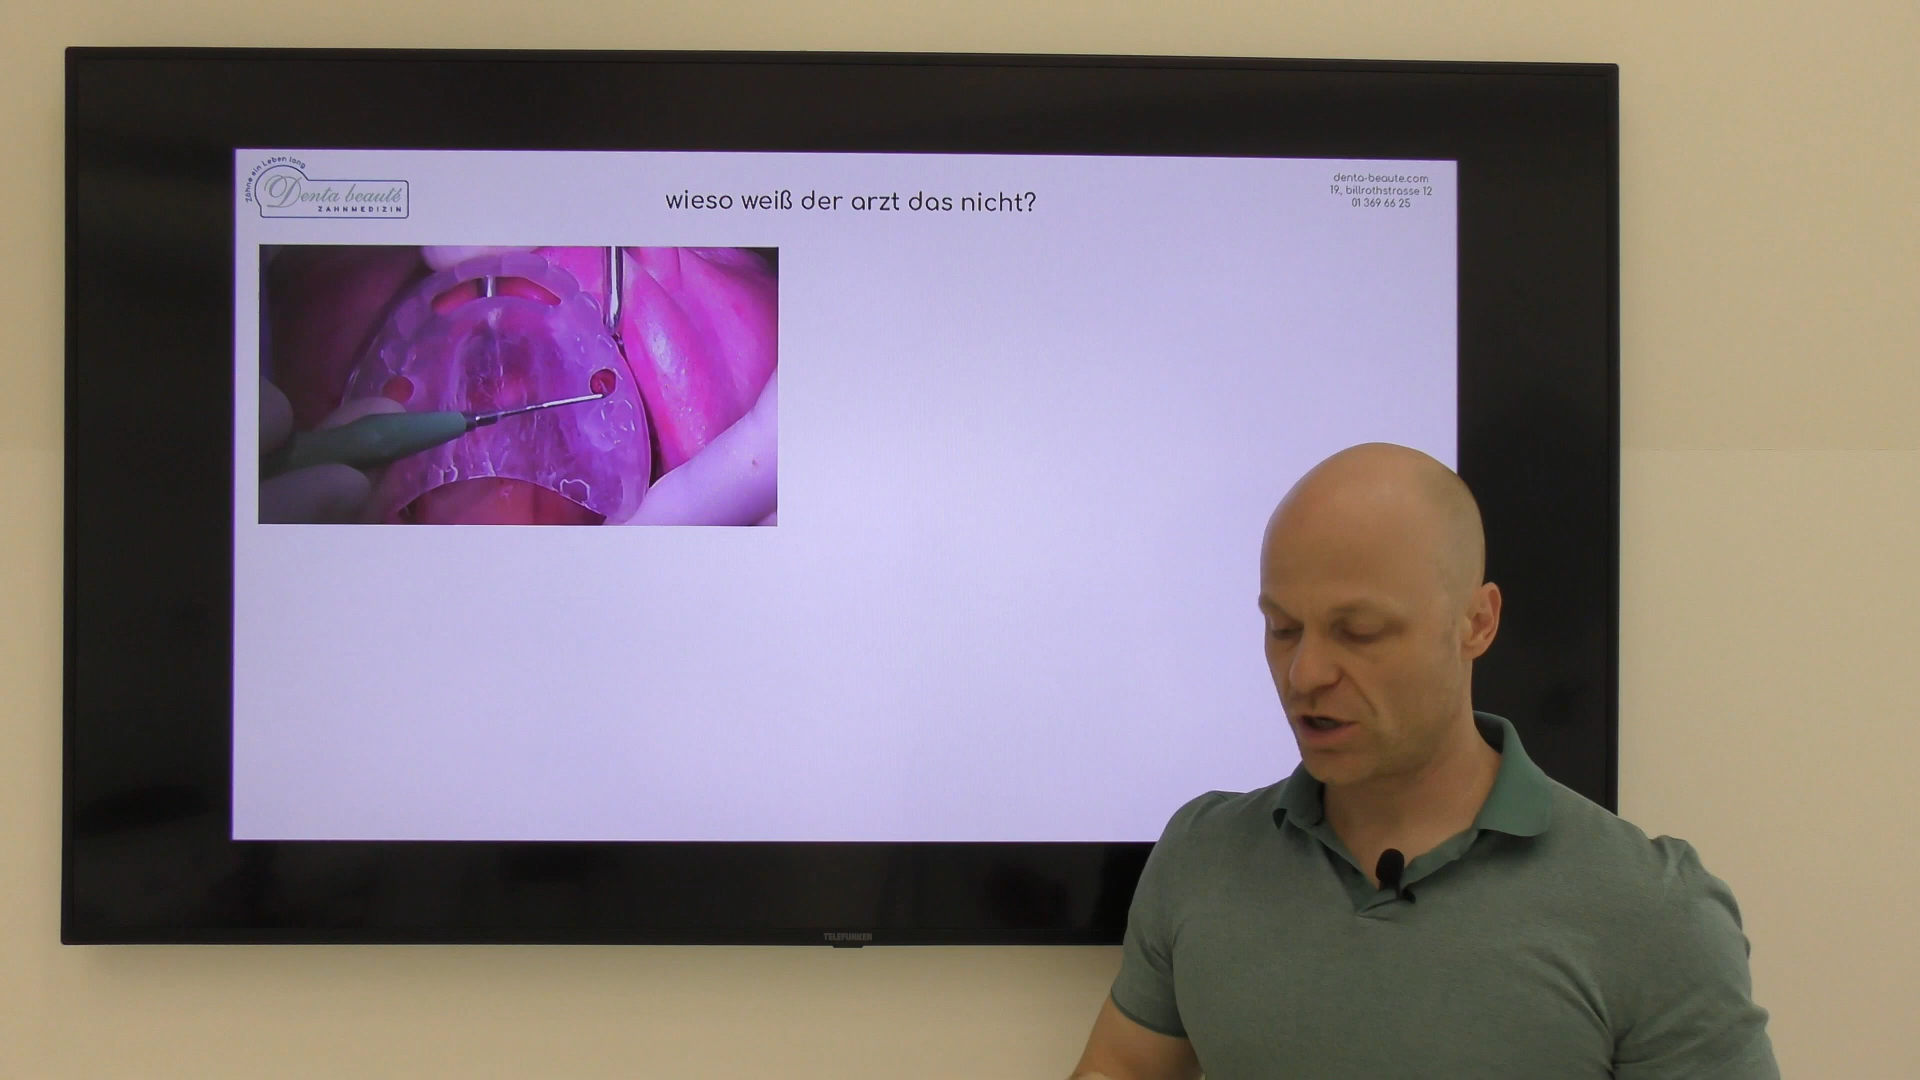 Zähne ein Leben lang
Denta beauté
ZAHNMEDIZIN
wieso weiß der arzt das nicht?
denta-beaute.com
19, billrothstrasse 12
01 369 66 25
TELEFUNKEN